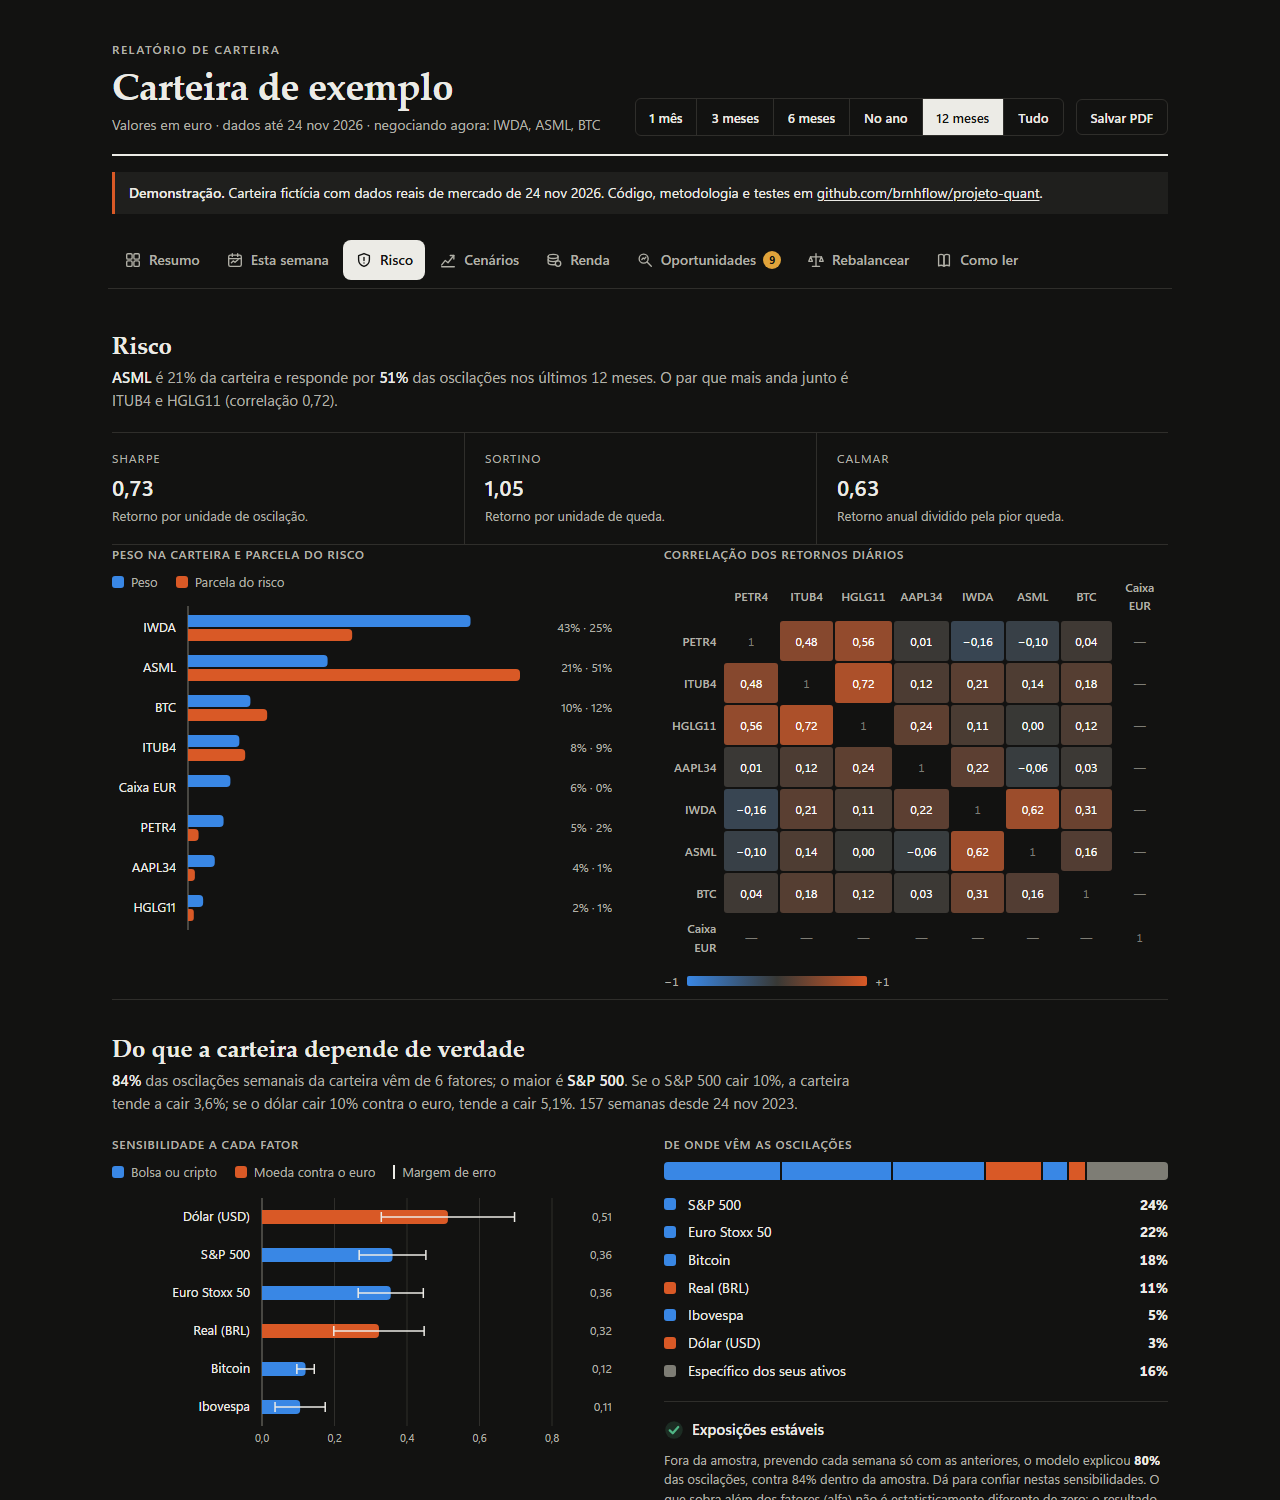 RELATÓRIO DE CARTEIRA
Carteira de exemplo
Valores em euro · dados até 24 nov 2026 · negociando agora: IWDA, ASML, BTC
1 mês 3 meses 6 meses No ano 12 meses Tudo Salvar PDF
Demonstração. Carteira fictícia com dados reais de mercado de 24 nov 2026. Código, metodologia e testes em github.com/brnhflow/projeto-quant.
Resumo Esta semana Risco Cenários Renda Oportunidades 9 Rebalancear Como ler
Risco
ASML é 21% da carteira e responde por 51% das oscilações nos últimos 12 meses. O par que mais anda junto é
ITUB4 e HGLG11 (correlação 0,72).
SHARPE
0,73
Retorno por unidade de oscilação.
SORTINO
1,05
Retorno por unidade de queda.
CALMAR
0,63
Retorno anual dividido pela pior queda.
PESO NA CARTEIRA E PARCELA DO RISCO
Peso Parcela do risco
IWDA 43% · 25%
ASML 21% · 51%
BTC 10% · 12%
ITUB4 8% · 9%
Caixa EUR 6% · 0%
PETR4 5% · 2%
AAPL34 4% · 1%
HGLG11 2% · 1%
CORRELAÇÃO DOS RETORNOS DIÁRIOS
PETR4 ITUB4 HGLG11 AAPL34 IWDA ASML BTC Caixa EUR
PETR4 1 0,48 0,56 0,01 −0,16 −0,10 0,04 —
ITUB4 0,48 1 0,72 0,12 0,21 0,14 0,18 —
HGLG11 0,56 0,72 1 0,24 0,11 0,00 0,12 —
AAPL34 0,01 0,12 0,24 1 0,22 −0,06 0,03 —
IWDA −0,16 0,21 0,11 0,22 1 0,62 0,31 —
ASML −0,10 0,14 0,00 −0,06 0,62 1 0,16 —
BTC 0,04 0,18 0,12 0,03 0,31 0,16 1 —
Caixa EUR — — — — — — — 1
−1 +1
Do que a carteira depende de verdade
84% das oscilações semanais da carteira vêm de 6 fatores; o maior é S&P 500. Se o S&P 500 cair 10%, a carteira
tende a cair 3,6%; se o dólar cair 10% contra o euro, tende a cair 5,1%. 157 semanas desde 24 nov 2023.
SENSIBILIDADE A CADA FATOR
Bolsa ou cripto Moeda contra o euro Margem de erro
Dólar (USD) 0,51
S&P 500 0,36
Euro Stoxx 50 0,36
Real (BRL) 0,32
Bitcoin 0,12
Ibovespa 0,11
0,0 0,2 0,4 0,6 0,8
DE ONDE VÊM AS OSCILAÇÕES
S&P 500 24%
Euro Stoxx 50 22%
Bitcoin 18%
Real (BRL) 11%
Ibovespa 5%
Dólar (USD) 3%
Específico dos seus ativos 16%
Exposições estáveis
Fora da amostra, prevendo cada semana só com as anteriores, o modelo explicou 80%
das oscilações, contra 84% dentro da amostra. Dá para confiar nestas sensibilidades. O
que sobra além dos fatores (alfa) não é estatisticamente diferente de zero: o resultado